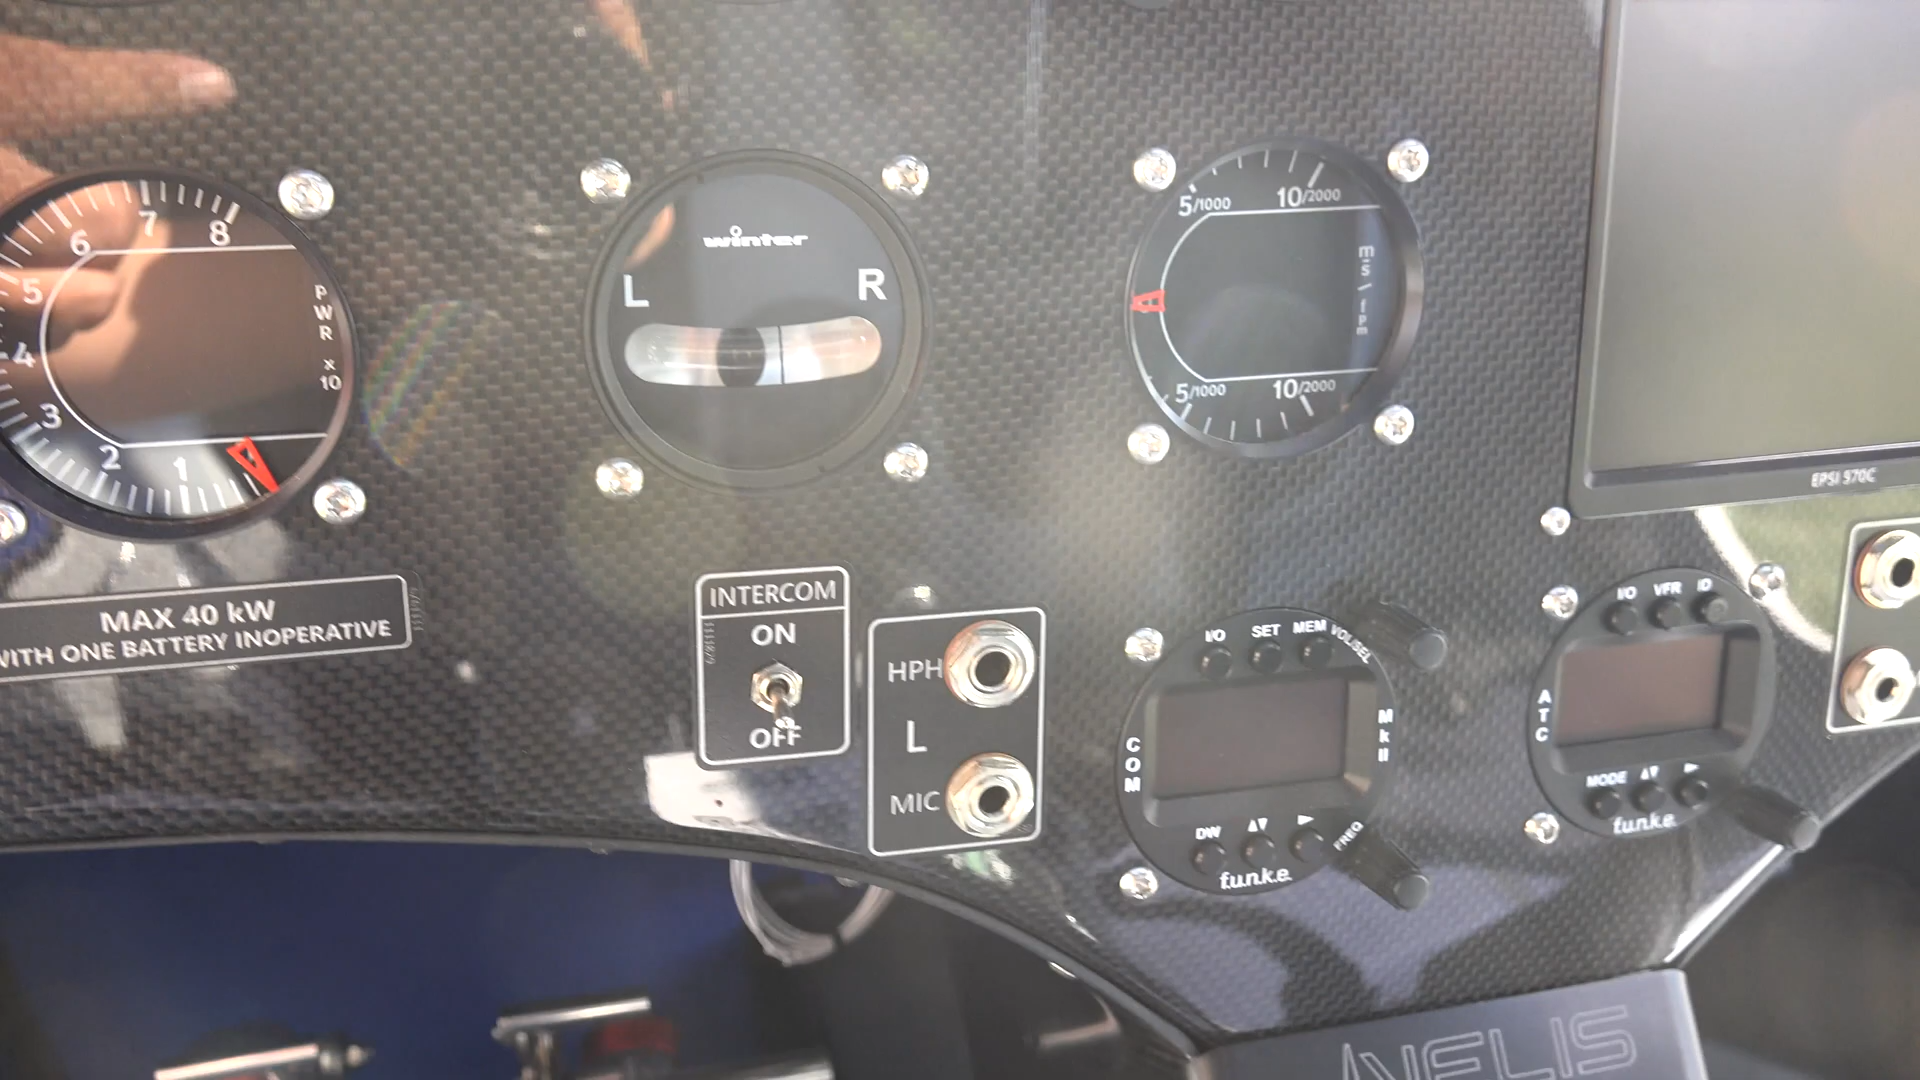 8
7
6
5
4
3
2
1
P
W
R
x
10
winter
L
R
5/1000
10/2000
m/s / fpm
5/1000
10/2000
EPSI 570C
MAX 40 kW
WITH ONE BATTERY INOPERATIVE
INTERCOM
ON
OFF
HPH
L
MIC
I/O SET MEM VOL/SEL
COM
MkII
DW
FREQ
f.u.n.k.e.
I/O VFR ID
ATC
MODE
f.u.n.k.e.
VELIS